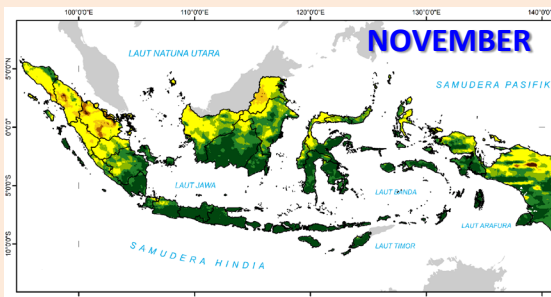 100°0'0"E 110°0'0"E 120°0'0"E 130°0'0"E 140°0'0"
NOVEMBER
LAUT NATUNA UTARA
SAMUDERA PASIFIK
5°0'0"N
0°0'0"
LAUT JAWA
LAUT BANDA
5°0'0"S
LAUT ARAFURA
SAMUDERA HINDIA
LAUT TIMOR
10°0'0"S